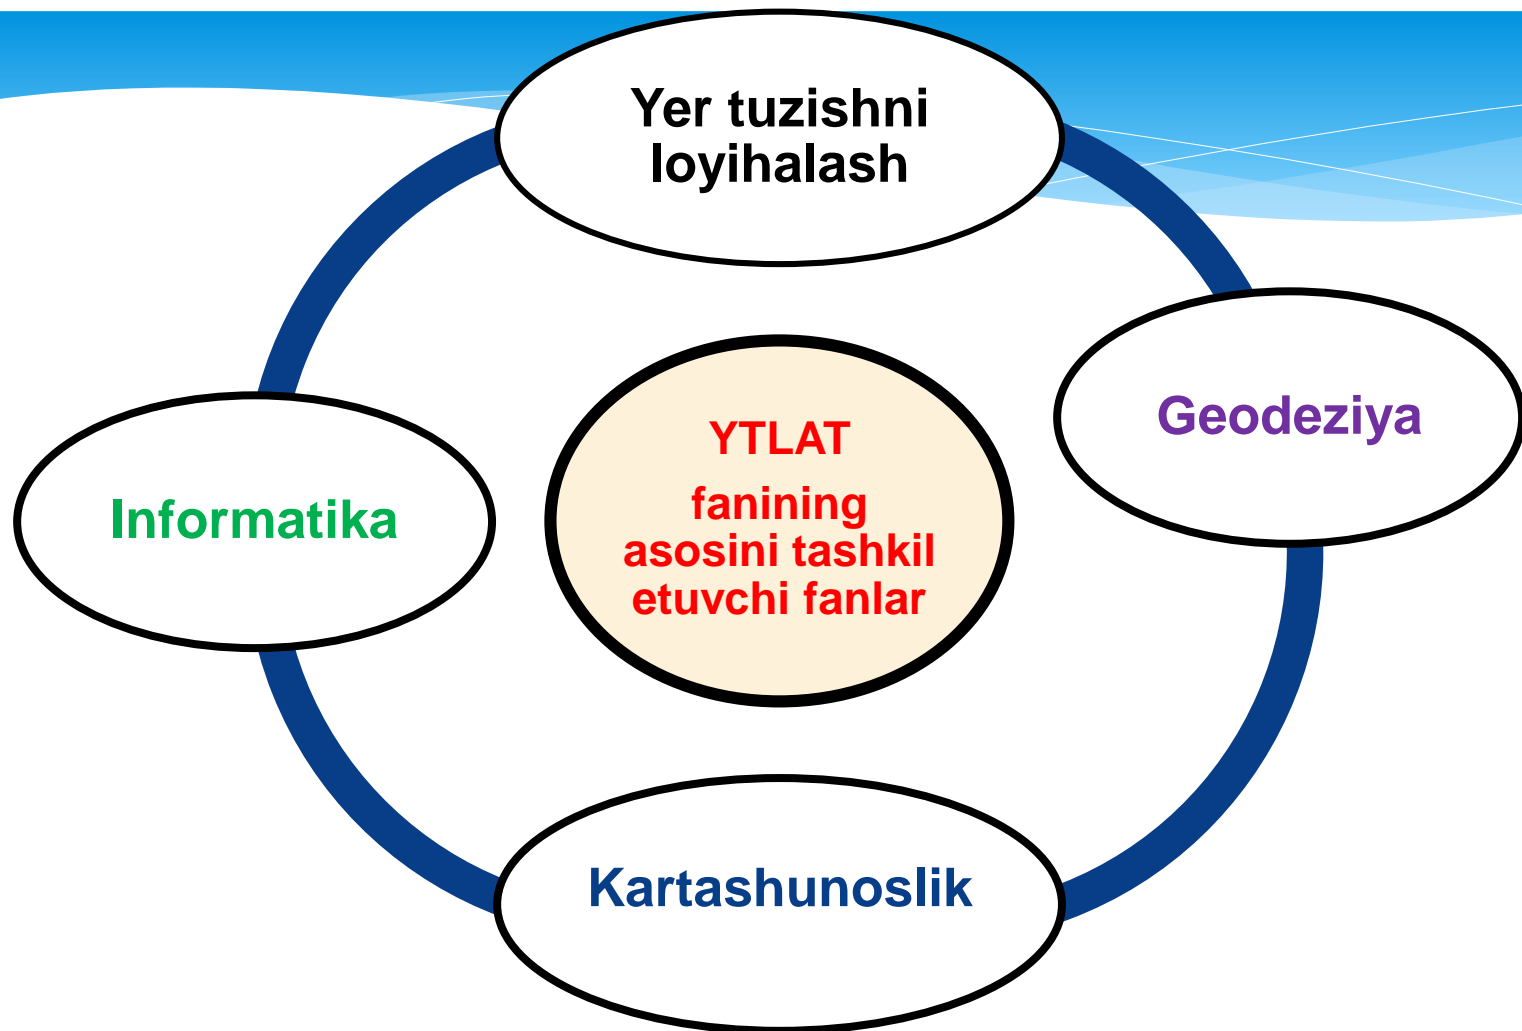 Yer tuzishni
loyihalash
Geodeziya
YTLAT
fanining
asosini tashkil
etuvchi fanlar
Informatika
Kartashunoslik